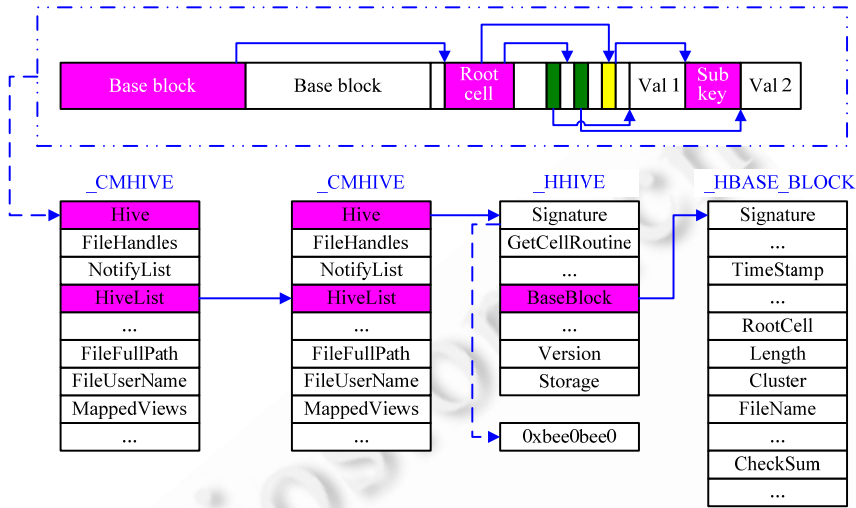 Base block
Base block
Root
cell
Val 1
Sub
key
Val 2
_CMHIVE
Hive
FileHandles
NotifyList
HiveList
...
FileFullPath
FileUserName
MappedViews
...
_CMHIVE
Hive
FileHandles
NotifyList
HiveList
...
FileFullPath
FileUserName
MappedViews
...
_HHIVE
Signature
GetCellRoutine
...
BaseBlock
...
Version
Storage
0xbee0bee0
_HBASE_BLOCK
Signature
...
TimeStamp
...
RootCell
Length
Cluster
FileName
...
CheckSum
...